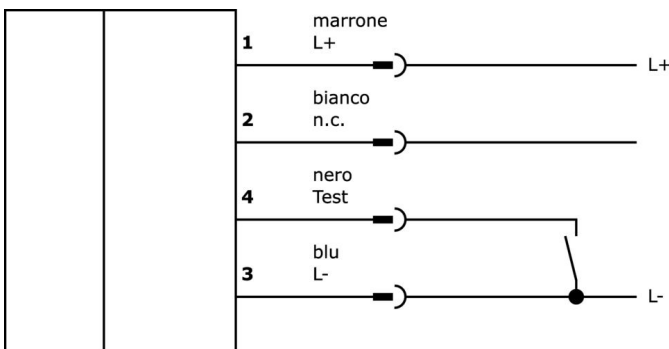 marrone
1 L+
L+
bianco
2 n.c.
nero
4 Test
blu
3 L-
L-